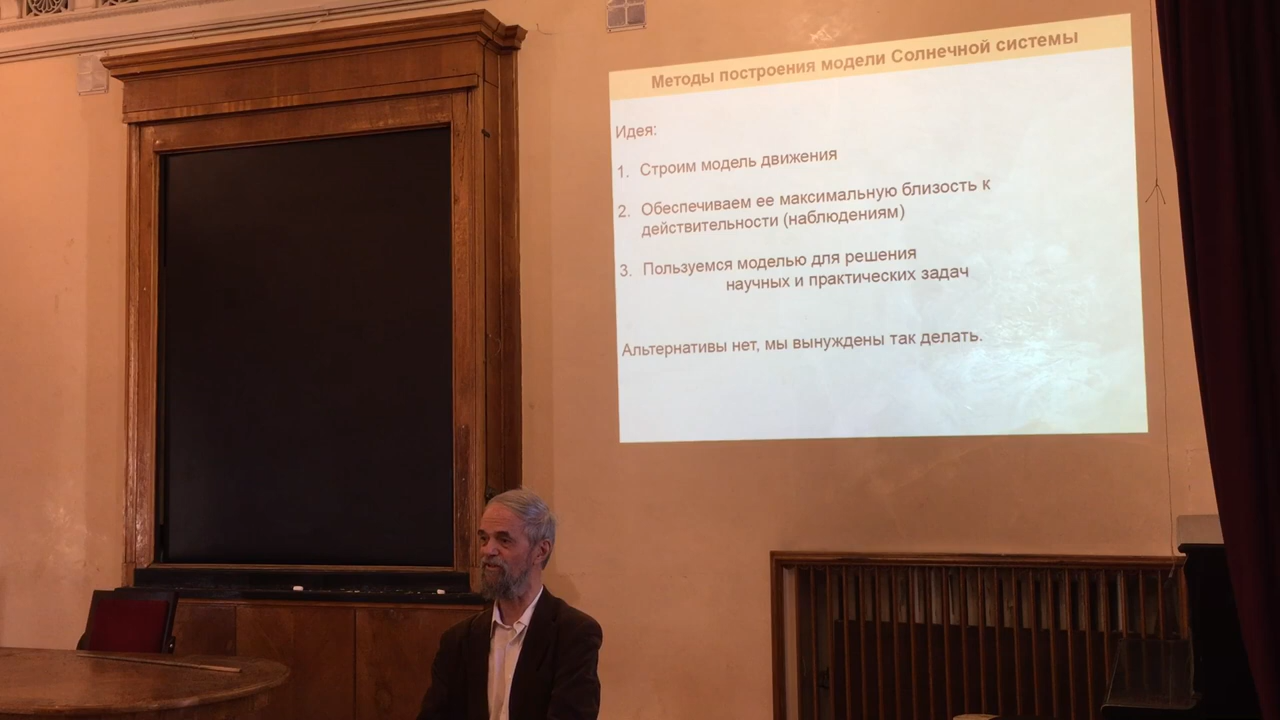 Методы построения модели Солнечной системы
Идея:
1. Строим модель движения
2. Обеспечиваем ее максимальную близость к
действительности (наблюдениям)
3. Пользуемся моделью для решения
научных и практических задач
Альтернативы нет, мы вынуждены так делать.